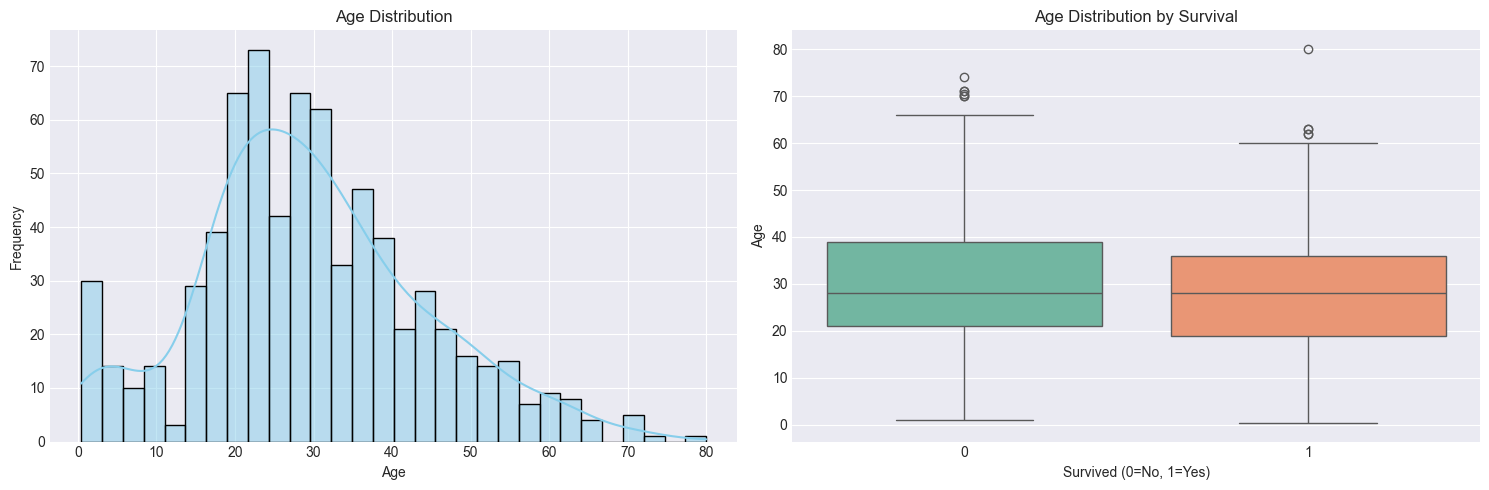 Age Distribution
Frequency
70
60
50
40
30
20
10
0
0 10 20 30 40 50 60 70 80
Age
Age Distribution by Survival
Age
80
70
60
50
40
30
20
10
0
0 1
Survived (0=No, 1=Yes)